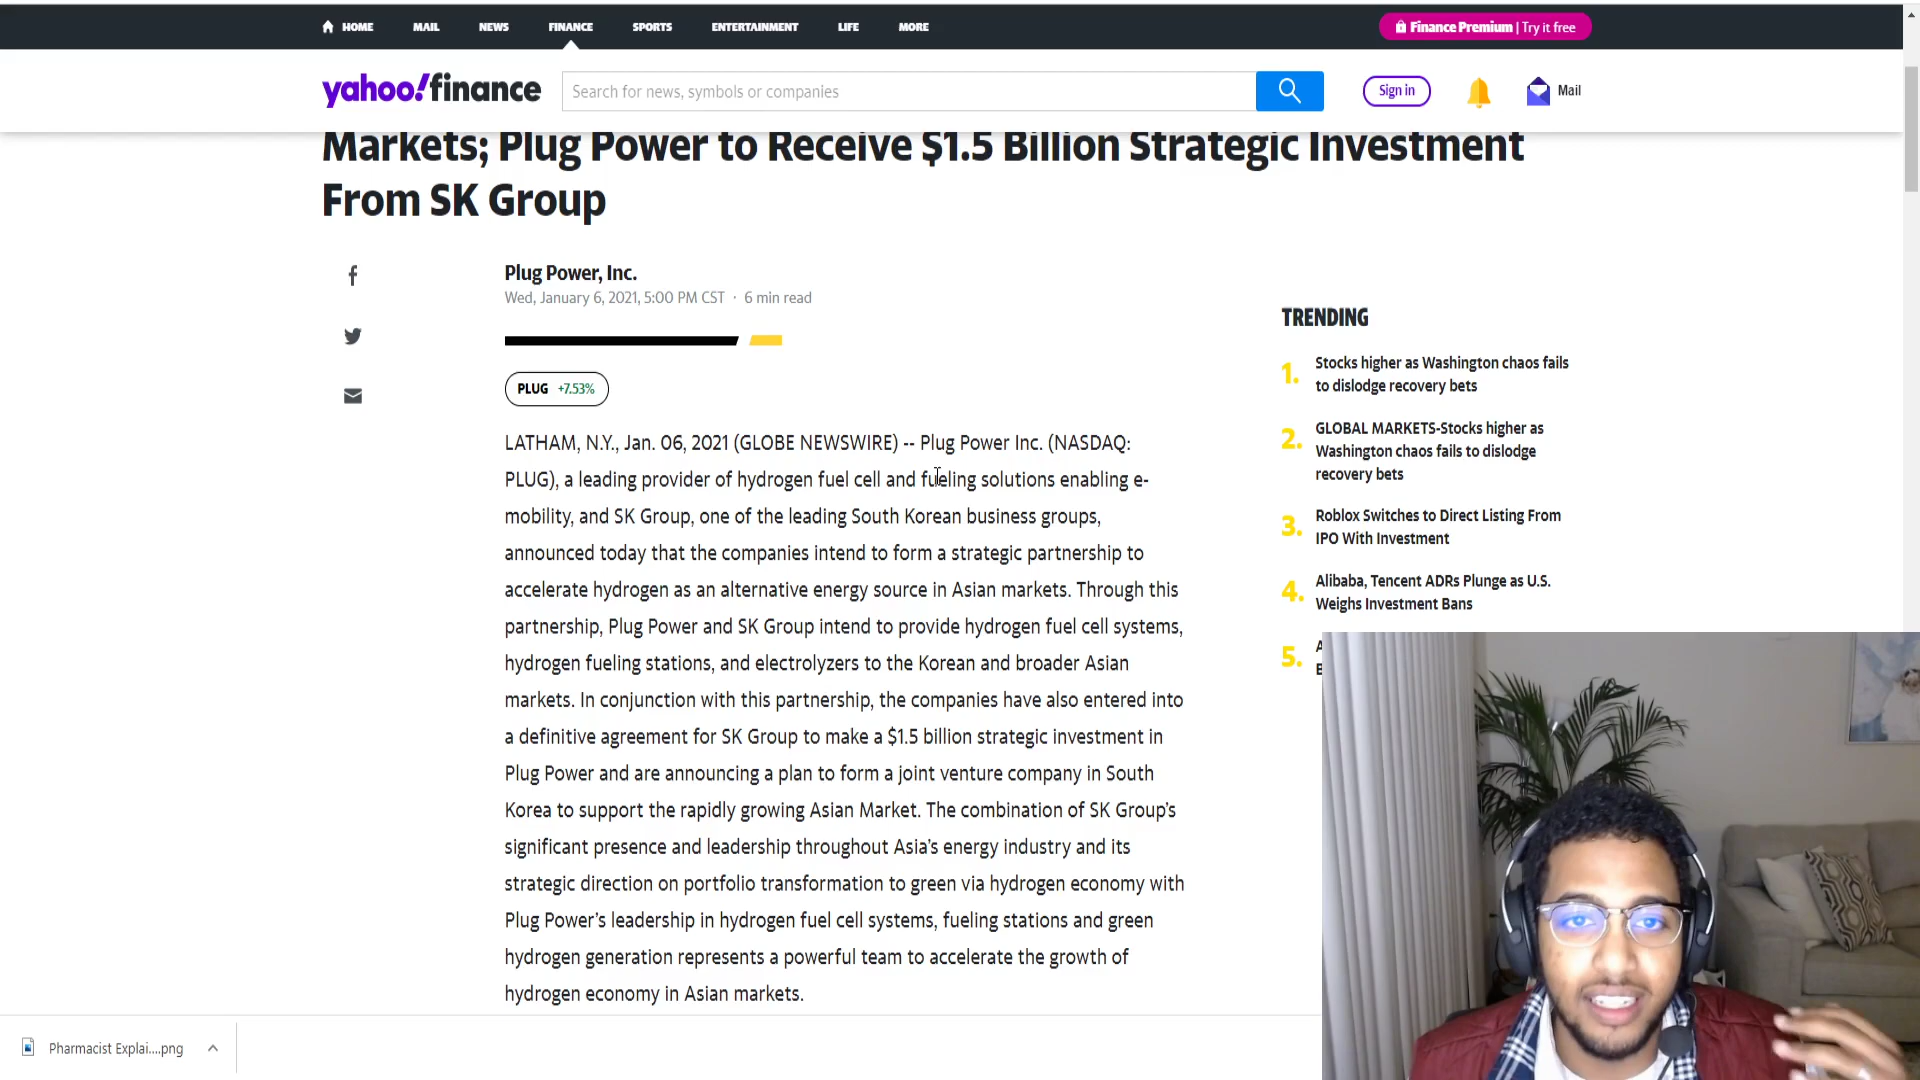 HOME MAIL NEWS FINANCE SPORTS ENTERTAINMENT LIFE MORE Finance Premium | Try it free
yahoo!finance Search for news, symbols or companies Sign in Mail
Markets; Plug Power to Receive $1.5 Billion Strategic Investment
From SK Group
Plug Power, Inc.
Wed, January 6, 2021, 5:00 PM CST · 6 min read
PLUG +7.53%
LATHAM, N.Y., Jan. 06, 2021 (GLOBE NEWSWIRE) -- Plug Power Inc. (NASDAQ:
PLUG), a leading provider of hydrogen fuel cell and fueling solutions enabling e-
mobility, and SK Group, one of the leading South Korean business groups,
announced today that the companies intend to form a strategic partnership to
accelerate hydrogen as an alternative energy source in Asian markets. Through this
partnership, Plug Power and SK Group intend to provide hydrogen fuel cell systems,
hydrogen fueling stations, and electrolyzers to the Korean and broader Asian
markets. In conjunction with this partnership, the companies have also entered into
a definitive agreement for SK Group to make a $1.5 billion strategic investment in
Plug Power and are announcing a plan to form a joint venture company in South
Korea to support the rapidly growing Asian Market. The combination of SK Group’s
significant presence and leadership throughout Asia’s energy industry and its
strategic direction on portfolio transformation to green via hydrogen economy with
Plug Power’s leadership in hydrogen fuel cell systems, fueling stations and green
hydrogen generation represents a powerful team to accelerate the growth of
hydrogen economy in Asian markets.
TRENDING
1. Stocks higher as Washington chaos fails
to dislodge recovery bets
2. GLOBAL MARKETS-Stocks higher as
Washington chaos fails to dislodge
recovery bets
3. Roblox Switches to Direct Listing From
IPO With Investment
4. Alibaba, Tencent ADRs Plunge as U.S.
Weighs Investment Bans
5.
Pharmacist Explai....png